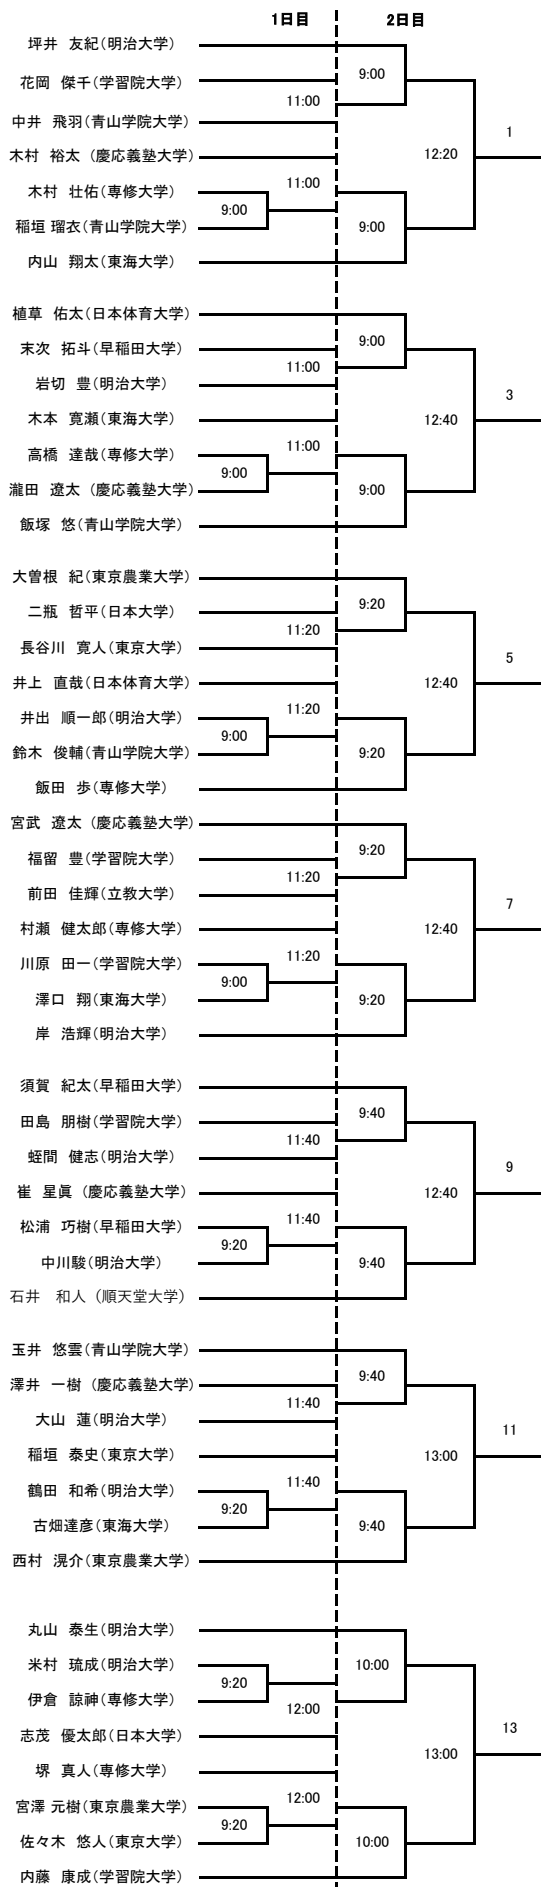 1日目 2日目
坪井 友紀(明治大学)
9:00
花岡 傑千(学習院大学)
11:00
中井 飛羽(青山学院大学)
1
木村 裕太 (慶応義塾大学)
12:20
11:00
木村 壮佑(専修大学)
9:00
稲垣 瑠衣(青山学院大学)
9:00
内山 翔太(東海大学)
植草 佑太(日本体育大学)
9:00
末次 拓斗(早稲田大学)
11:00
岩切 豊(明治大学)
3
木本 寛瀬(東海大学)
12:40
11:00
高橋 達哉(専修大学)
9:00
瀧田 遼太 (慶応義塾大学)
9:00
飯塚 悠(青山学院大学)
大曽根 紀(東京農業大学)
9:20
二瓶 哲平(日本大学)
11:20
長谷川 寛人(東京大学)
5
井上 直哉(日本体育大学)
12:40
11:20
井出 順一郎(明治大学)
9:00
鈴木 俊輔(青山学院大学)
9:20
飯田 歩(専修大学)
宮武 遼太 (慶応義塾大学)
9:20
福留 豊(学習院大学)
11:20
前田 佳輝(立教大学)
7
村瀬 健太郎(専修大学)
12:40
11:20
川原 田一(学習院大学)
9:00
澤口 翔(東海大学)
9:20
岸 浩輝(明治大学)
須賀 紀太(早稲田大学)
9:40
田島 朋樹(学習院大学)
11:40
蛭間 健志(明治大学)
9
崔 星眞 (慶応義塾大学)
12:40
11:40
松浦 巧樹(早稲田大学)
9:20
中川駿(明治大学)
9:40
石井 和人 (順天堂大学)
玉井 悠雲(青山学院大学)
9:40
澤井 一樹 (慶応義塾大学)
11:40
大山 蓮(明治大学)
11
稲垣 泰史(東京大学)
13:00
11:40
鶴田 和希(明治大学)
9:20
古畑達彦(東海大学)
9:40
西村 滉介(東京農業大学)
丸山 泰生(明治大学)
10:00
米村 琉成(明治大学)
9:20
伊倉 諒神(専修大学)
12:00
13
志茂 優太郎(日本大学)
13:00
堺 真人(専修大学)
12:00
宮澤 元樹(東京農業大学)
9:20
佐々木 悠人(東京大学)
10:00
内藤 康成(学習院大学)